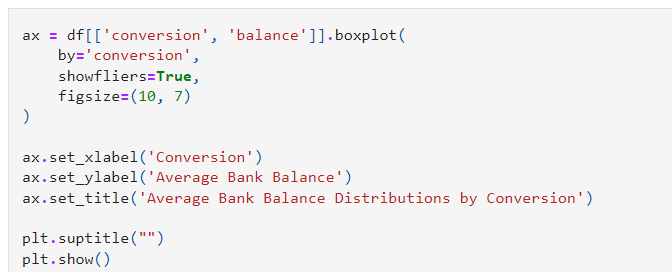 ax = df[['conversion', 'balance']].boxplot(
    by='conversion',
    showfliers=True,
    figsize=(10, 7)
)

ax.set_xlabel('Conversion')
ax.set_ylabel('Average Bank Balance')
ax.set_title('Average Bank Balance Distributions by Conversion')

plt.suptitle("")
plt.show()